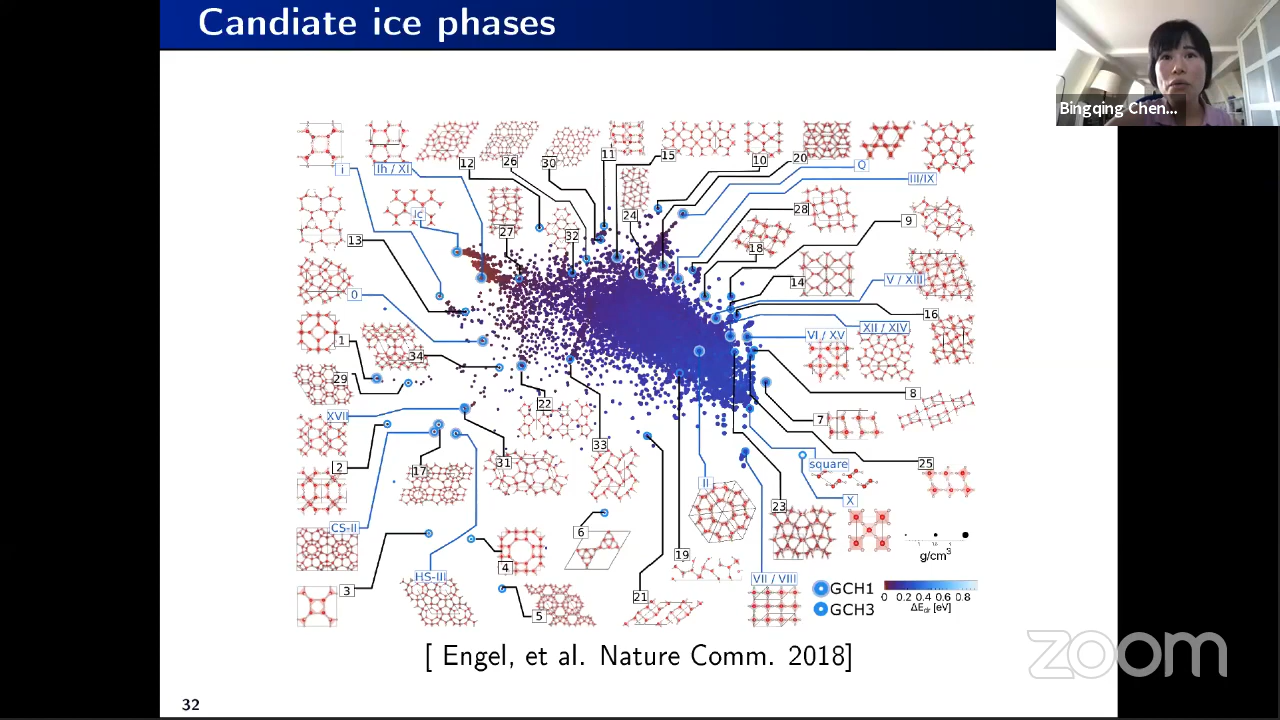 Candiate ice phases
Bingqing Chen...
12
26
30
11
15
10
20
Q
i
Ih / XI
III/IX
Ic
27
32
24
28
18
9
13
14
V / XIII
0
16
XII / XIV
VI / XV
1
34
29
22
8
XVII
33
7
2
17
31
square
25
II
X
CS-II
6
23
19
g/cm³
3
HS-III
4
VII / VIII
GCH1
0 0.2 0.4 0.6 0.8
5
21
GCH3
ΔEdr [eV]
[ Engel, et al. Nature Comm. 2018]
zoom
32